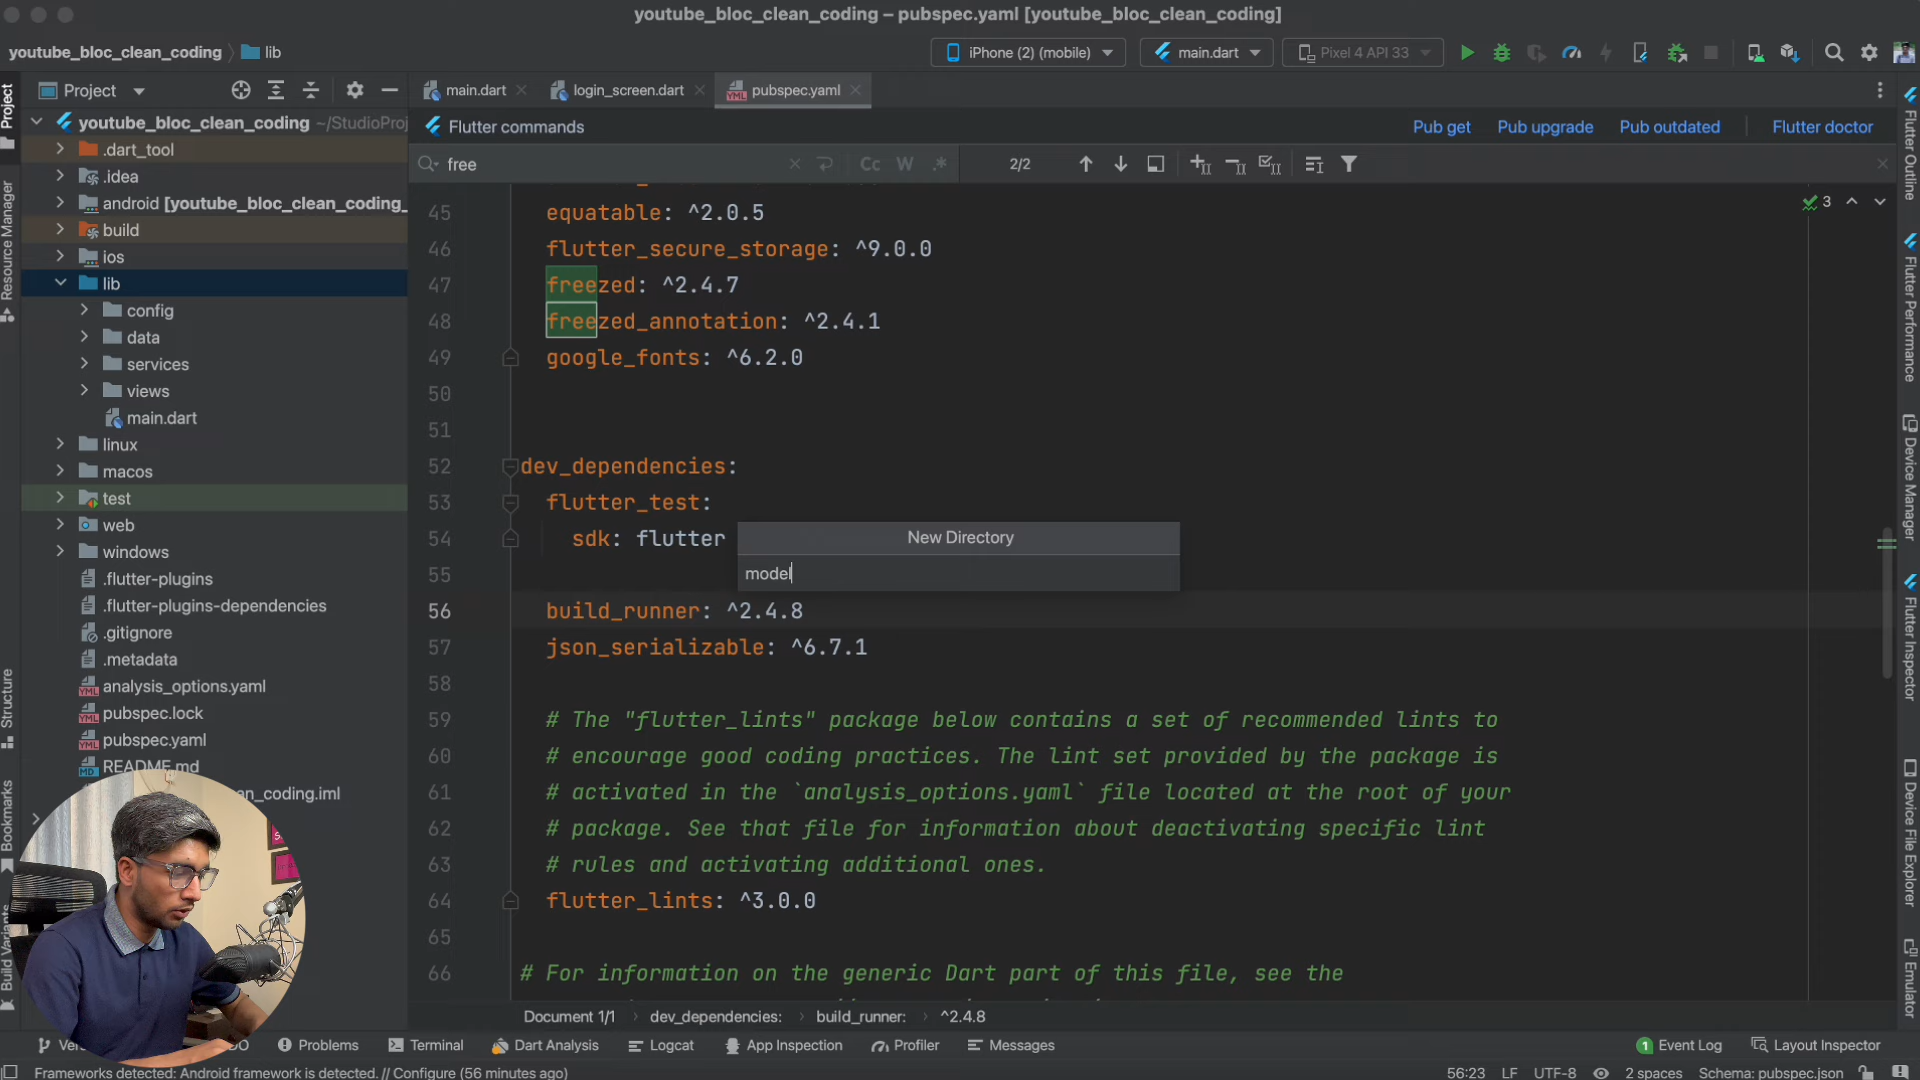 youtube_bloc_clean_coding – pubspec.yaml [youtube_bloc_clean_coding]
youtube_bloc_clean_coding lib
iPhone (2) (mobile) main.dart Pixel 4 API 33
Project
main.dart login_screen.dart pubspec.yaml
youtube_bloc_clean_coding ~/StudioProj
Flutter commands Pub get Pub upgrade Pub outdated Flutter doctor
free Cc W .* 2/2
.dart_tool
.idea
android [youtube_bloc_clean_coding_
build
ios
lib
config
data
services
views
main.dart
linux
macos
test
web
windows
.flutter-plugins
.flutter-plugins-dependencies
.gitignore
.metadata
analysis_options.yaml
pubspec.lock
pubspec.yaml
README.md
an_coding.iml
3
45 equatable: ^2.0.5
46 flutter_secure_storage: ^9.0.0
47 freezed: ^2.4.7
48 freezed_annotation: ^2.4.1
49 google_fonts: ^6.2.0
50
51
52 dev_dependencies:
53 flutter_test:
54 sdk: flutter
55
56 build_runner: ^2.4.8
57 json_serializable: ^6.7.1
58
59 # The "flutter_lints" package below contains a set of recommended lints to
60 # encourage good coding practices. The lint set provided by the package is
61 # activated in the `analysis_options.yaml` file located at the root of your
62 # package. See that file for information about deactivating specific lint
63 # rules and activating additional ones.
64 flutter_lints: ^3.0.0
65
66 # For information on the generic Dart part of this file, see the
New Directory
model
Document 1/1 dev_dependencies: build_runner: ^2.4.8
Problems Terminal Dart Analysis Logcat App Inspection Profiler Messages 1 Event Log Layout Inspector
Frameworks detected: Android framework is detected. // Configure (56 minutes ago) 56:23 LF UTF-8 2 spaces Schema: pubspec.json
Project
Resource Manager
Structure
Bookmarks
Build Variants
Flutter Outline
Flutter Performance
Device Manager
Flutter Inspector
Device File Explorer
Emulator